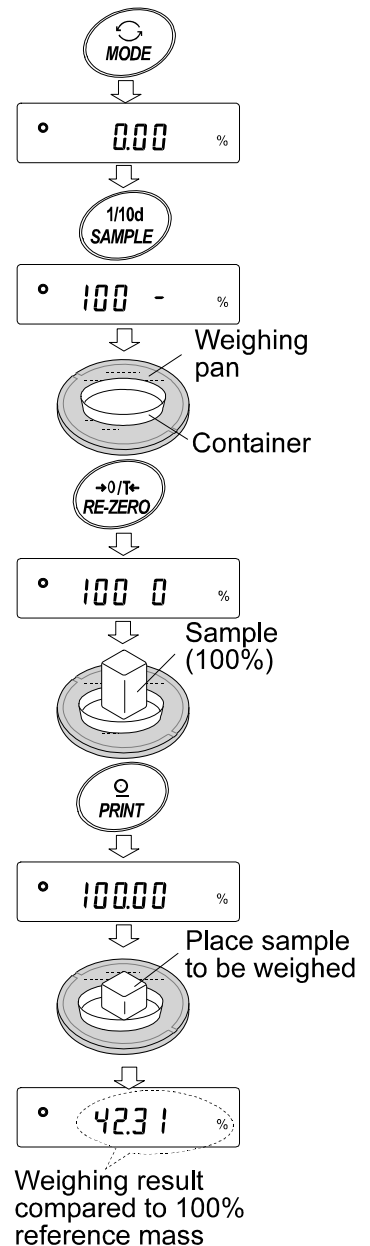 MODE
0.00 %
1/10d
SAMPLE
100 - %
Weighing
pan
Container
→0/T←
RE-ZERO
100 0 %
Sample
(100%)
PRINT
100.00 %
Place sample
to be weighed
42.31 %
Weighing result
compared to 100%
reference mass